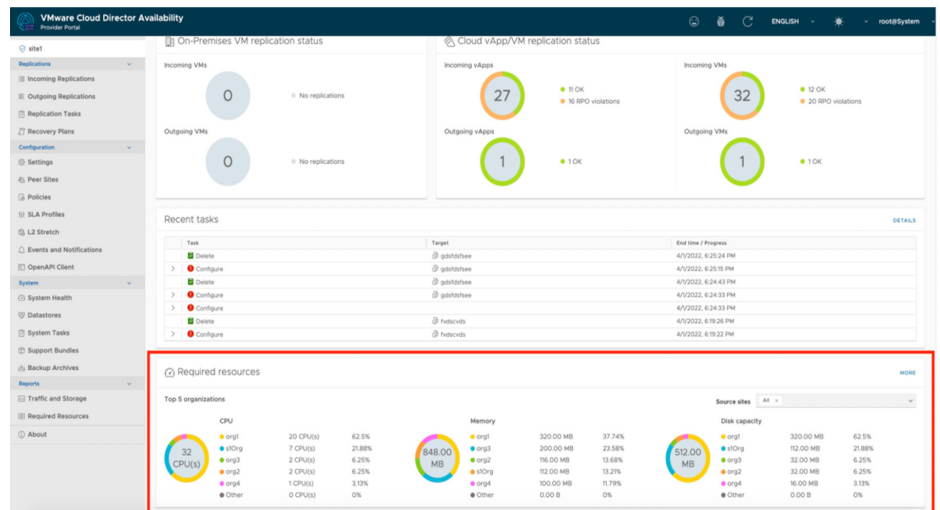 VMware Cloud Director Availability
Provider Portal
ENGLISH
root@System
site1
Replications
Incoming Replications
Outgoing Replications
Replication Tasks
Recovery Plans
Configuration
Settings
Peer Sites
Policies
SLA Profiles
L2 Stretch
Events and Notifications
OpenAPI Client
System
System Health
Datastores
System Tasks
Support Bundles
Backup Archives
Reports
Traffic and Storage
Required Resources
About
On-Premises VM replication status
Incoming VMs
0
No replications
Outgoing VMs
0
No replications
Cloud vApp/VM replication status
Incoming vApps
27
11 OK
16 RPO violations
Incoming VMs
32
12 OK
20 RPO violations
Outgoing vApps
1
1 OK
Outgoing VMs
1
1 OK
Recent tasks
DETAILS
Task Target End time / Progress
Delete gdsfdsfsee 4/1/2022, 6:25:24 PM
Configure gdsfdsfsee 4/1/2022, 6:25:15 PM
Delete gdsfdsfsee 4/1/2022, 6:24:43 PM
Configure gdsfdsfsee 4/1/2022, 6:24:33 PM
Configure 4/1/2022, 6:24:33 PM
Delete fvdscvds 4/1/2022, 6:19:26 PM
Configure fvdscvds 4/1/2022, 6:19:22 PM
Required resources
MORE
Top 5 organizations
Source sites All ×
CPU
32 CPU(s)
org1 20 CPU(s) 62.5%
s1Org 7 CPU(s) 21.88%
org3 2 CPU(s) 6.25%
org2 2 CPU(s) 6.25%
org4 1 CPU(s) 3.13%
Other 0 CPU(s) 0%
Memory
848.00 MB
org1 320.00 MB 37.74%
org3 200.00 MB 23.58%
org2 116.00 MB 13.68%
s1Org 112.00 MB 13.21%
org4 100.00 MB 11.79%
Other 0.00 B 0%
Disk capacity
512.00 MB
org1 320.00 MB 62.5%
s1Org 112.00 MB 21.88%
org3 32.00 MB 6.25%
org2 32.00 MB 6.25%
org4 16.00 MB 3.13%
Other 0.00 B 0%